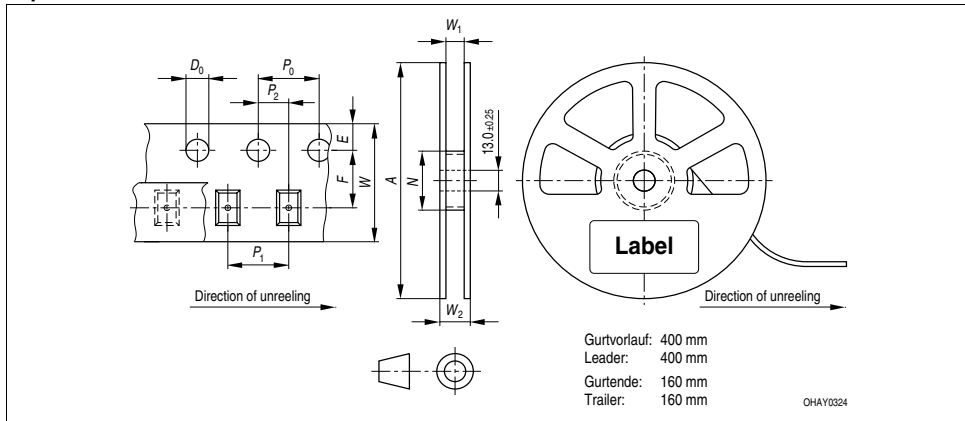 W1
D0
P0
P2
E
F
W
A
N
13.0 ±0.25
Label
P1
Direction of unreeling
W2
Direction of unreeling
Gurtvorlauf: 400 mm
Leader: 400 mm
Gurtende: 160 mm
Trailer: 160 mm
OHAY0324